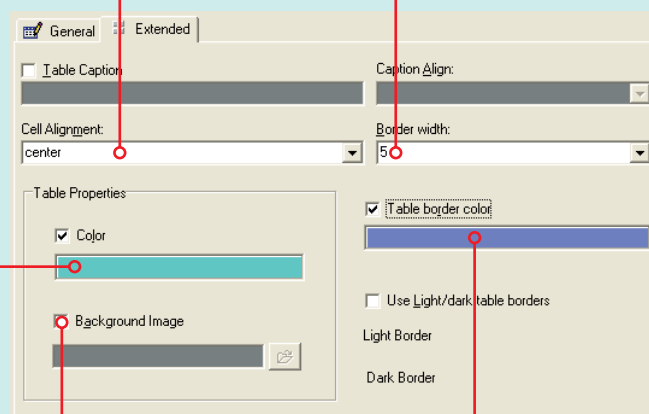 General Extended
Table Caption Caption Align:
Cell Alignment: Border width:
center 5
Table Properties
Table border color
Color
Use Light/dark table borders
Background Image
Light Border
Dark Border